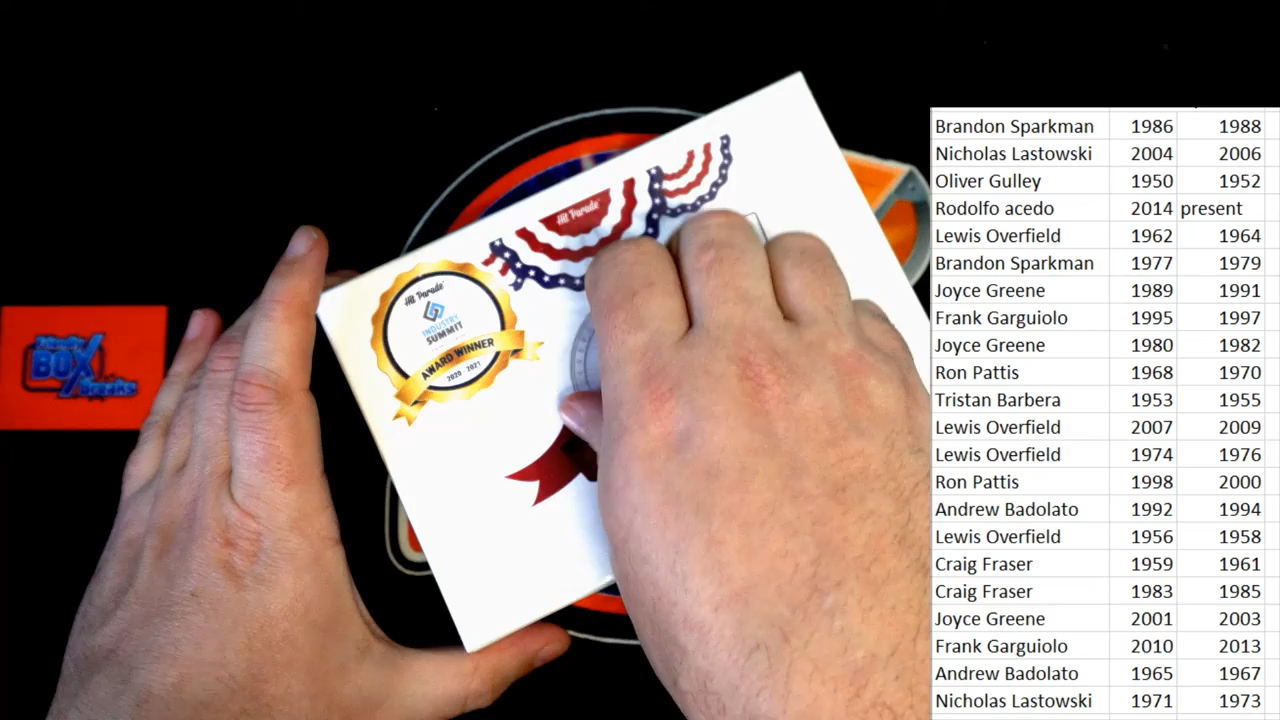 Hit Parade
Hit Parade
INDUSTRY
SUMMIT
AWARD WINNER
2020 - 2021
BOX
Breaks
Brandon Sparkman 1986 1988
Nicholas Lastowski 2004 2006
Oliver Gulley 1950 1952
Rodolfo acedo 2014 present
Lewis Overfield 1962 1964
Brandon Sparkman 1977 1979
Joyce Greene 1989 1991
Frank Garguiolo 1995 1997
Joyce Greene 1980 1982
Ron Pattis 1968 1970
Tristan Barbera 1953 1955
Lewis Overfield 2007 2009
Lewis Overfield 1974 1976
Ron Pattis 1998 2000
Andrew Badolato 1992 1994
Lewis Overfield 1956 1958
Craig Fraser 1959 1961
Craig Fraser 1983 1985
Joyce Greene 2001 2003
Frank Garguiolo 2010 2013
Andrew Badolato 1965 1967
Nicholas Lastowski 1971 1973